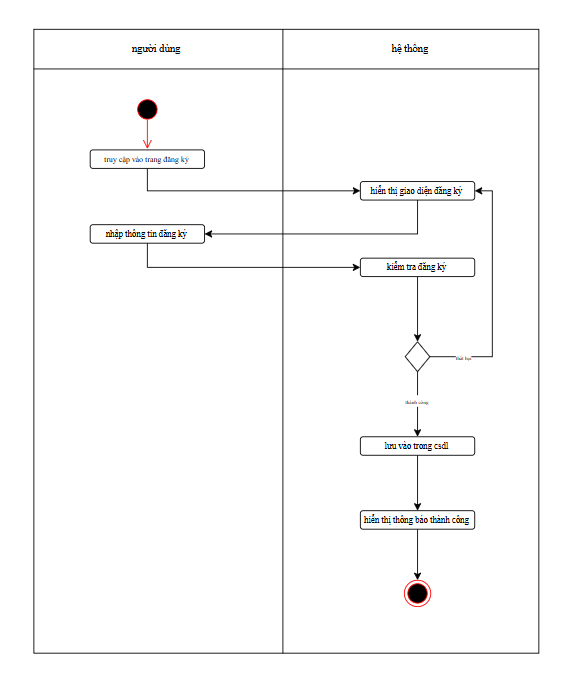 người dùng
hệ thông
truy cập vào trang đăng ký
hiển thị giao diện đăng ký
nhập thông tin đăng ký
kiểm tra đăng ký
thất bại
thành công
lưu vào trong csdl
hiển thị thông báo thành công